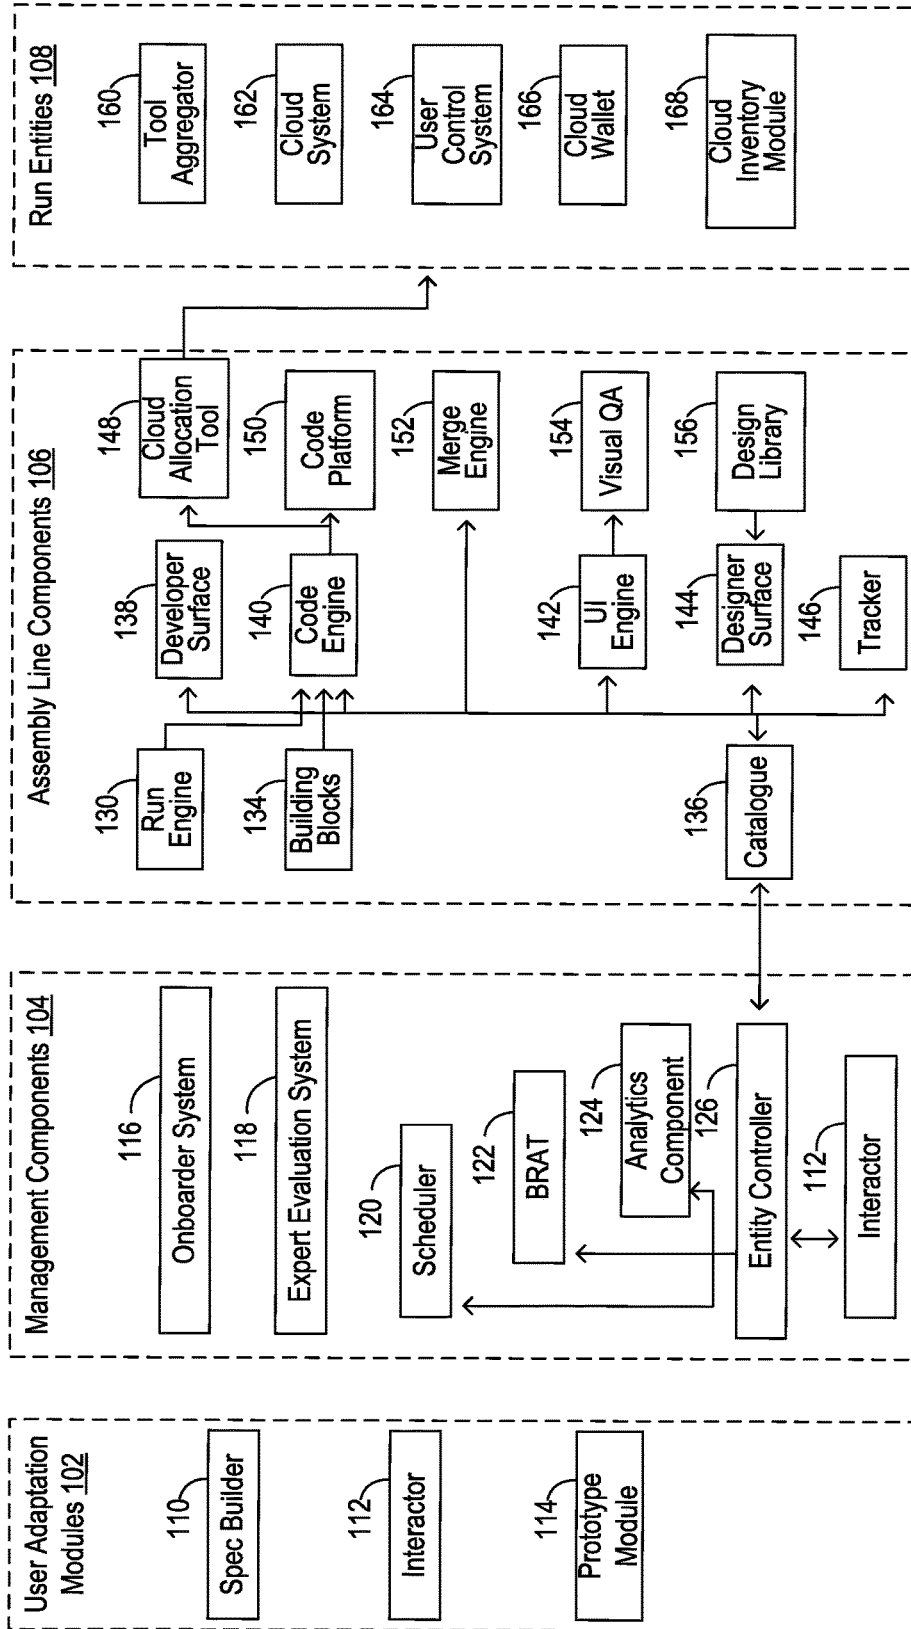 User Adaptation
Modules 102
110
Spec Builder
112
Interactor
114
Prototype
Module
Management Components 104
116
Onboarder System
118
Expert Evaluation System
120
Scheduler
122
BRAT
124
Analytics
Component
126
Entity Controller
112
Interactor
Assembly Line Components 106
130
Run
Engine
134
Building
Blocks
136
Catalogue
138
Developer
Surface
140
Code
Engine
142
UI
Engine
144
Designer
Surface
146
Tracker
148
Cloud
Allocation
Tool
150
Code
Platform
152
Merge
Engine
154
Visual QA
156
Design
Library
Run Entities 108
160
Tool
Aggregator
162
Cloud
System
164
User
Control
System
166
Cloud
Wallet
168
Cloud
Inventory
Module